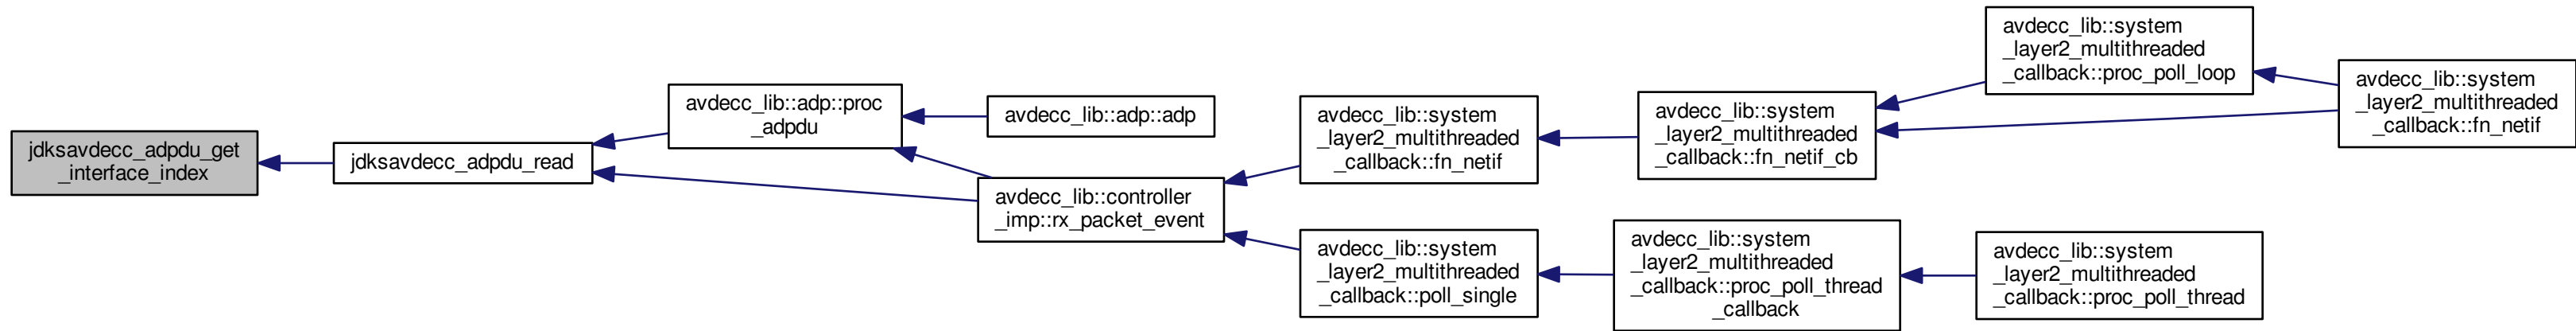 jdksavdecc_adpdu_get
_interface_index
jdksavdecc_adpdu_read
avdecc_lib::adp::proc
_adpdu
avdecc_lib::adp::adp
avdecc_lib::controller
_imp::rx_packet_event
avdecc_lib::system
_layer2_multithreaded
_callback::fn_netif
avdecc_lib::system
_layer2_multithreaded
_callback::poll_single
avdecc_lib::system
_layer2_multithreaded
_callback::fn_netif_cb
avdecc_lib::system
_layer2_multithreaded
_callback::proc_poll_thread
_callback
avdecc_lib::system
_layer2_multithreaded
_callback::proc_poll_loop
avdecc_lib::system
_layer2_multithreaded
_callback::proc_poll_thread
avdecc_lib::system
_layer2_multithreaded
_callback::fn_netif